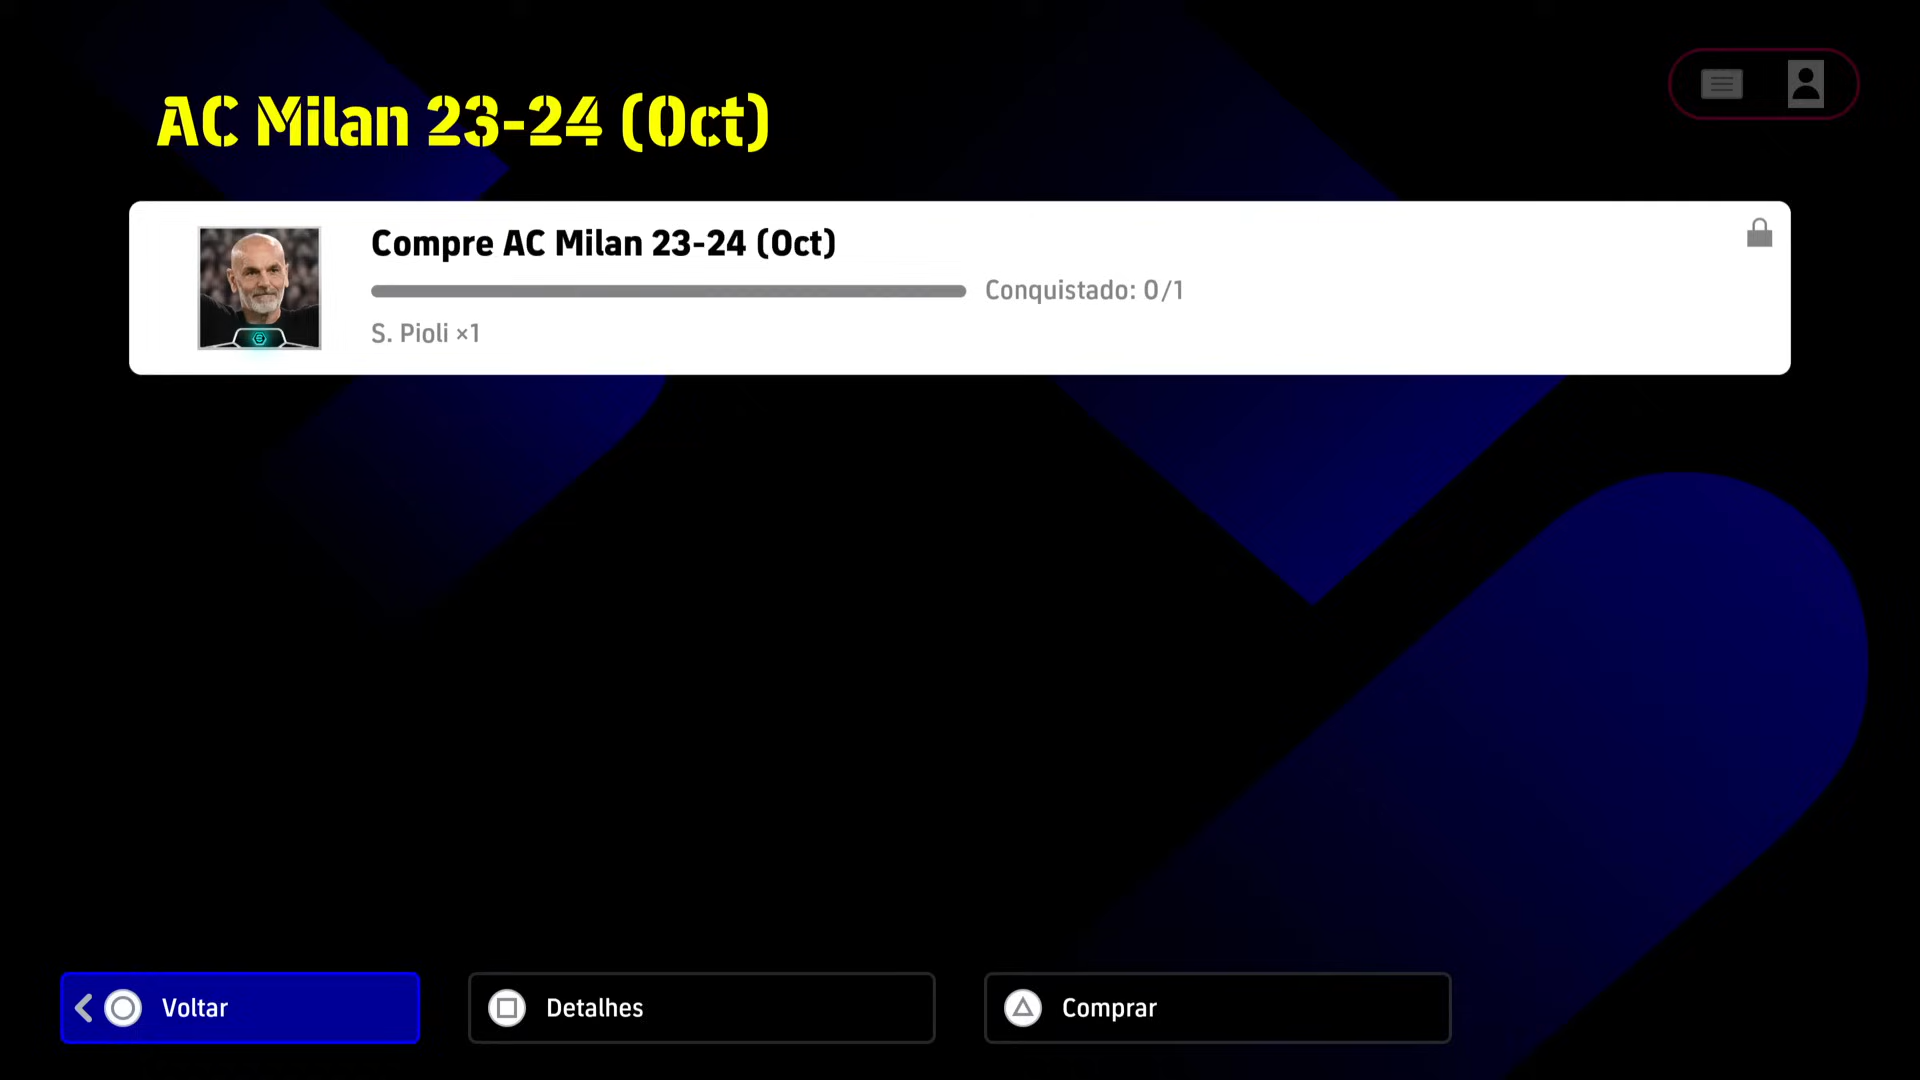 AC Milan 23-24 (Oct)
Compre AC Milan 23-24 (Oct)
Conquistado: 0/1
S. Pioli ×1
Voltar
Detalhes
Comprar